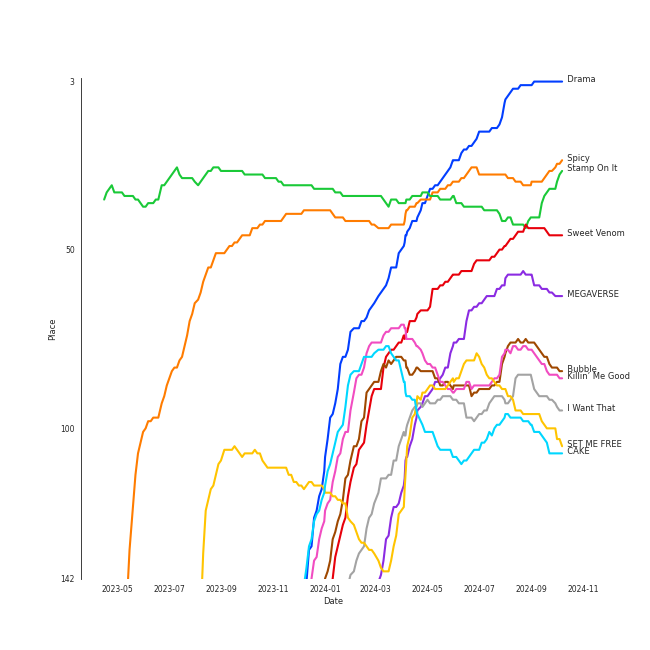 3
Drama
Spicy
Stamp On It
Sweet Venom
50
MEGAVERSE
Place
Bubble
Killin' Me Good
I Want That
100
SET ME FREE
CAKE
142
2023-05 2023-07 2023-09 2023-11 2024-01 2024-03 2024-05 2024-07 2024-09 2024-11
Date